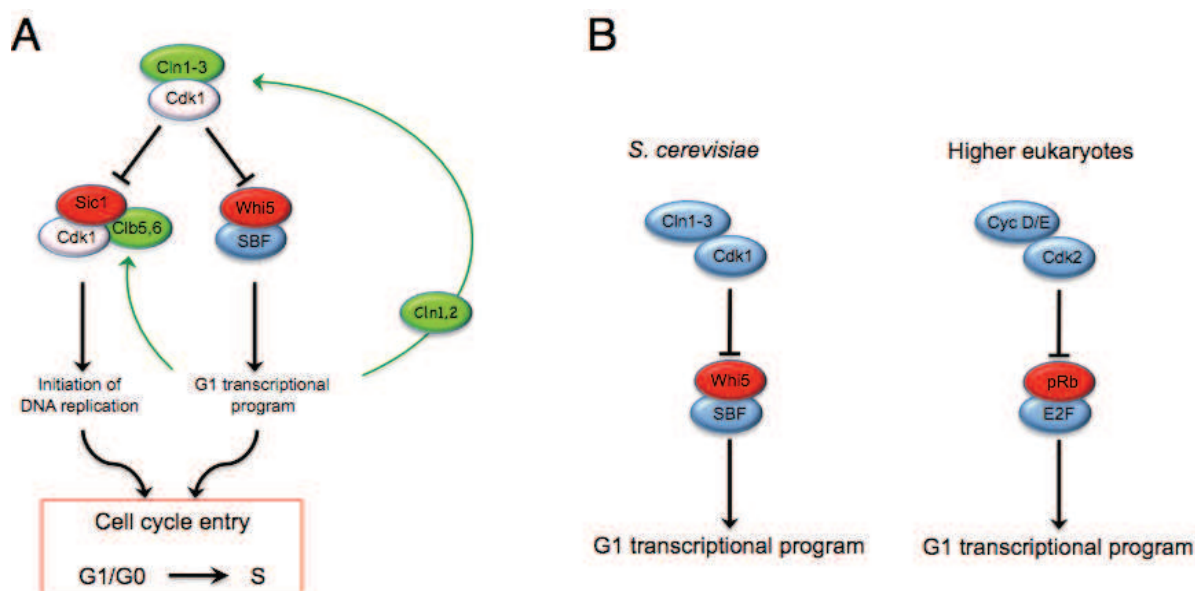 A
Cln1-3
Cdk1
Sic1
Cdk1
Clb5,6
Whi5
SBF
Cln1,2
Initiation of
DNA replication
G1 transcriptional
program
Cell cycle entry
G1/G0
S
B
S. cerevisiae
Higher eukaryotes
Cln1-3
Cdk1
Cyc D/E
Cdk2
Whi5
SBF
pRb
E2F
G1 transcriptional program
G1 transcriptional program